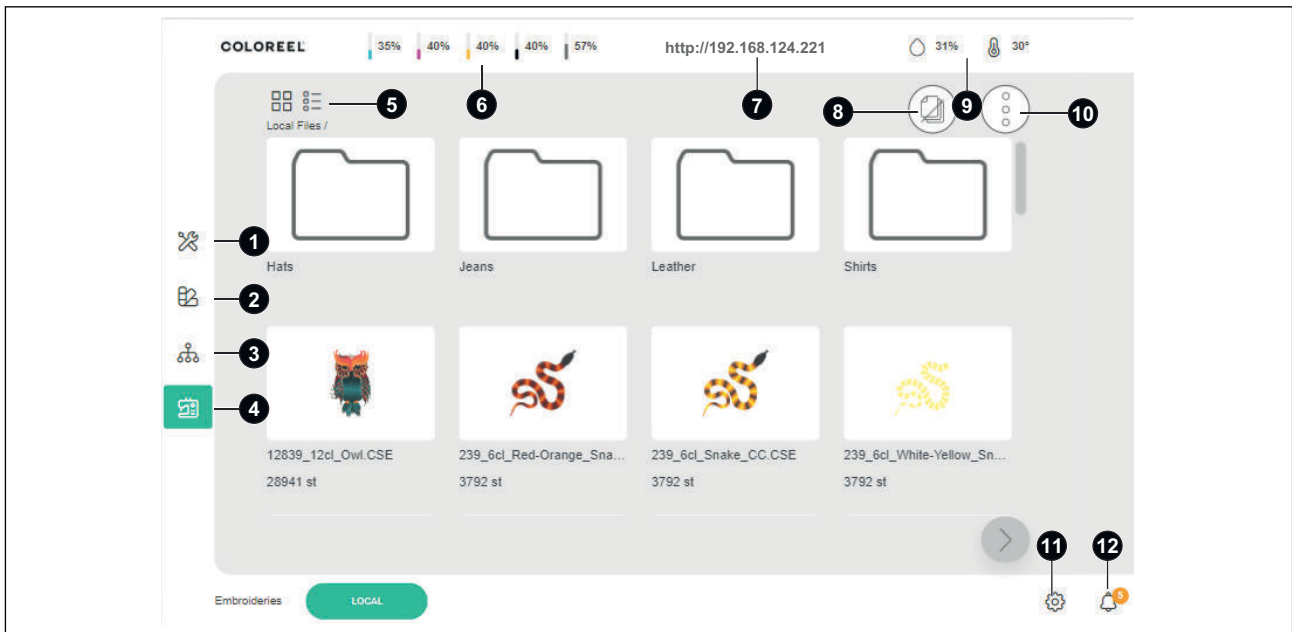 COLOREEL 35% 40% 40% 40% 57% http://192.168.124.221 31% 30°
5 6 7 8 9 10
Local Files /
1
Hats Jeans Leather Shirts
2
3
4
12839_12cl_Owl.CSE 239_6cl_Red-Orange_Sna... 239_6cl_Snake_CC.CSE 239_6cl_White-Yellow_Sn...
28941 st 3792 st 3792 st 3792 st
11 12
Embroideries LOCAL 5